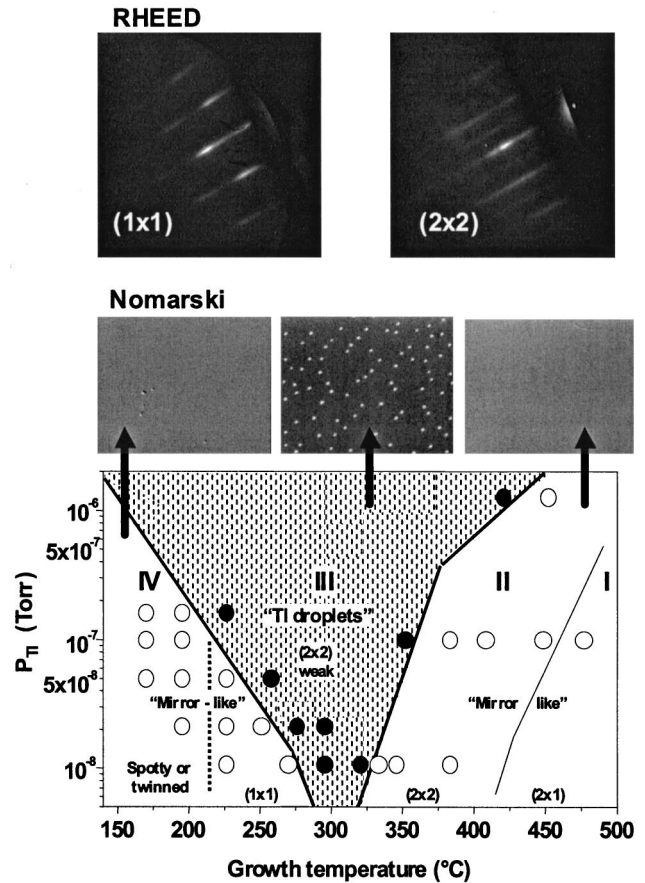 RHEED
(1x1)
(2x2)
Nomarski
10⁻⁶
5x10⁻⁷
10⁻⁷
5x10⁻⁸
10⁻⁸
P_Tl (Torr)
IV
III
II
I
"Tl droplets"
(2x2)
weak
"Mirror - like"
"Mirror like"
Spotty or
twinned
(1x1)
(2x2)
(2x1)
150 200 250 300 350 400 450 500
Growth temperature (°C)